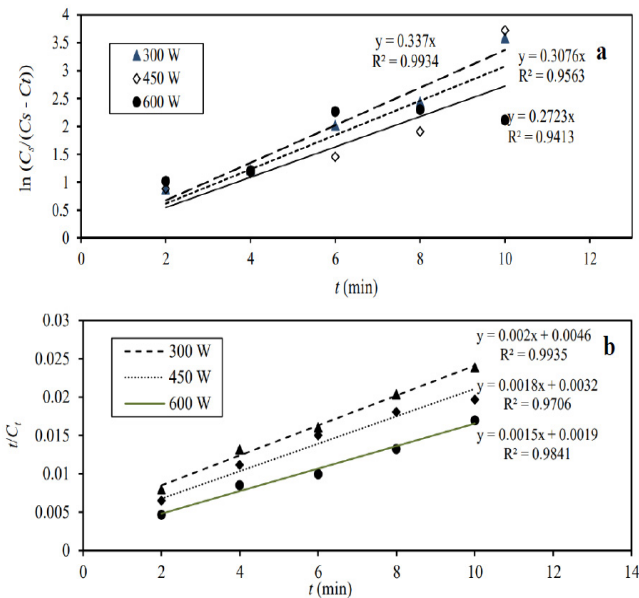 a
4
3.5
3
2.5
2
1.5
1
0.5
0
ln (Cs/(Cs - Ct))
300 W
450 W
600 W
y = 0.337x
R² = 0.9934
y = 0.3076x
R² = 0.9563
y = 0.2723x
R² = 0.9413
0 2 4 6 8 10 12
t (min)
b
0.03
0.025
0.02
0.015
0.01
0.005
0
t/Ct
300 W
450 W
600 W
y = 0.002x + 0.0046
R² = 0.9935
y = 0.0018x + 0.0032
R² = 0.9706
y = 0.0015x + 0.0019
R² = 0.9841
0 2 4 6 8 10 12 14
t (min)